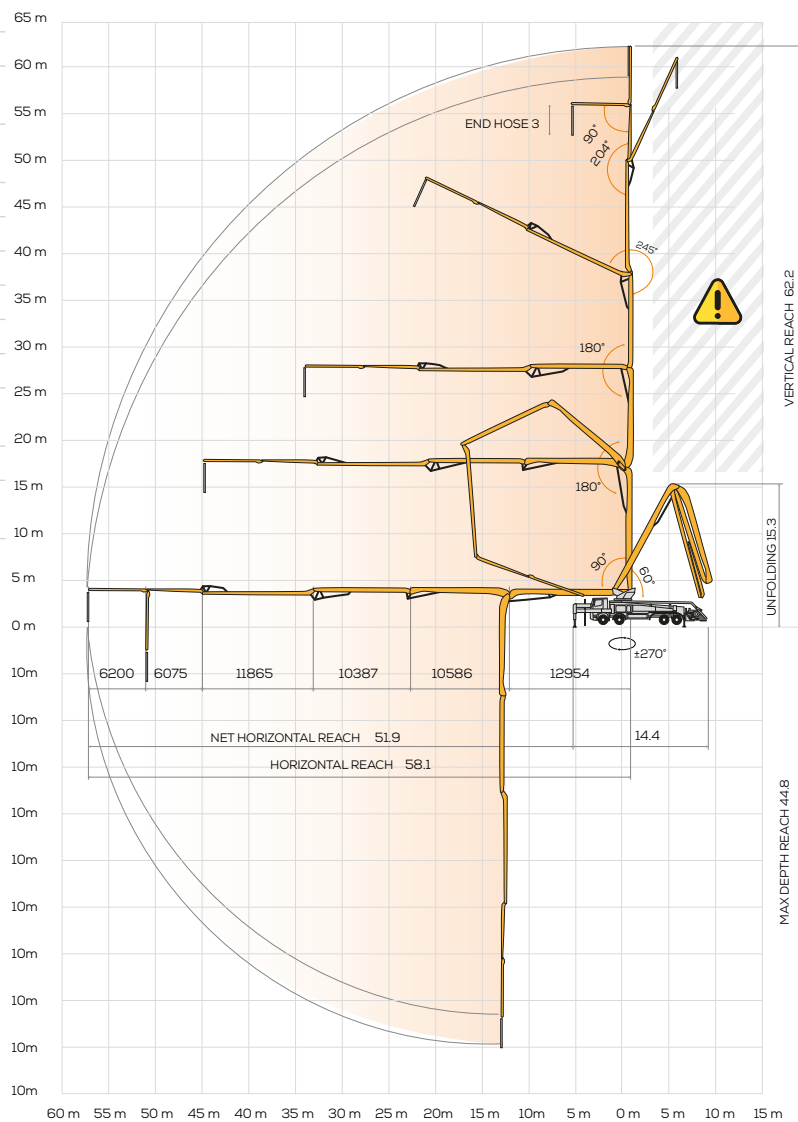 65 m
60 m
55 m
END HOSE 3
90°
204°
50 m
45 m
40 m
245°
35 m
VERTICAL REACH 62.2
30 m
180°
25 m
20 m
15 m
180°
10 m
UNFOLDING 15.3
5 m
90°
60°
0 m
±270°
10m
6200 6075 11865 10387 10586 12954
10m
NET HORIZONTAL REACH 51.9
14.4
10m
HORIZONTAL REACH 58.1
10m
MAX DEPTH REACH 44.8
10m
10m
10m
10m
10m
10m
60 m 55 m 50 m 45 m 40 m 35 m 30 m 25 m 20m 15 m 10m 5 m 0 m 5 m 10 m 15 m